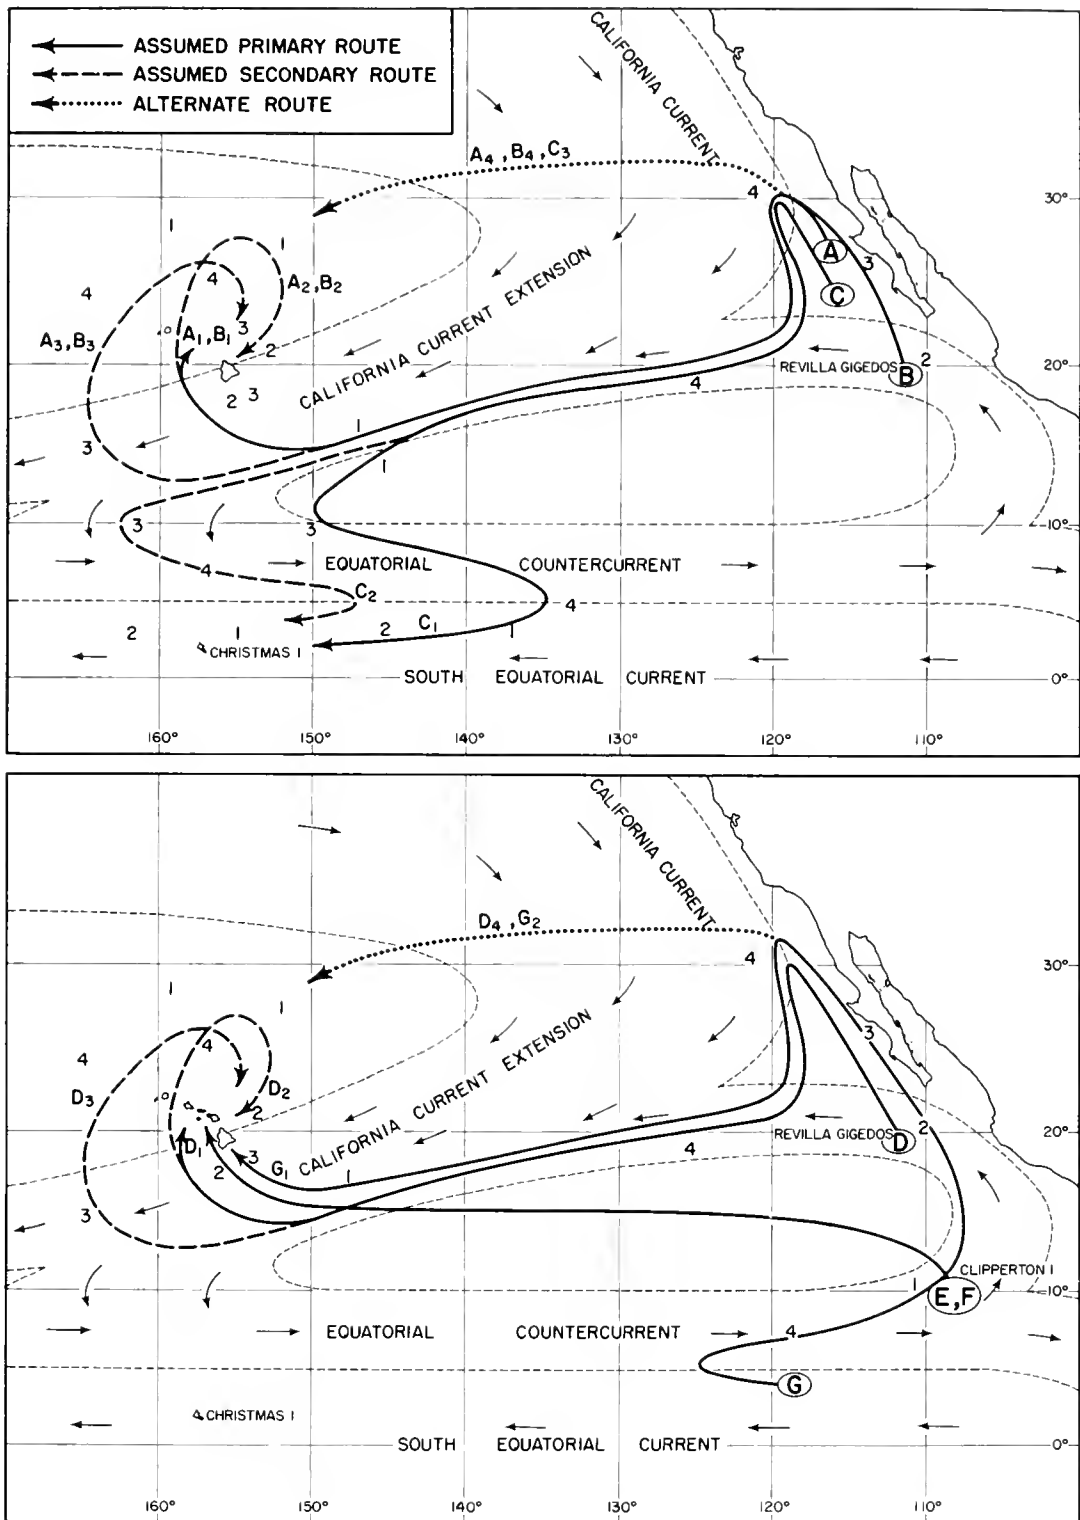 ASSUMED PRIMARY ROUTE
ASSUMED SECONDARY ROUTE
ALTERNATE ROUTE
CALIFORNIA CURRENT
A4, B4, C3
4
30°
1
1
A
3
4
4
A2, B2
C
CALIFORNIA CURRENT EXTENSION
A3, B3
A1, B1
3
2
2
20°
REVILLA GIGEDOS
B
2
3
4
1
3
1
3
3
10°
EQUATORIAL COUNTERCURRENT
4
C2
4
2
1
2
C1
1
CHRISTMAS I
SOUTH EQUATORIAL CURRENT
0°
160°
150°
140°
130°
120°
110°
CALIFORNIA CURRENT
D4, G2
4
30°
1
1
3
4
4
CALIFORNIA CURRENT EXTENSION
D3
D2
2
2
20°
REVILLA GIGEDOS
D
D1
3
4
2
G1
1
3
CLIPPERTON I
1
E, F
10°
EQUATORIAL COUNTERCURRENT
4
G
CHRISTMAS I
SOUTH EQUATORIAL CURRENT
0°
160°
150°
140°
130°
120°
110°